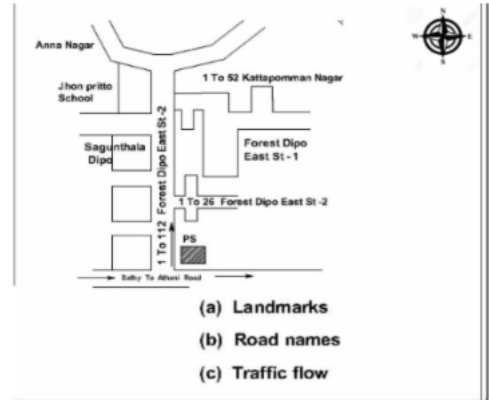 N
W
E
S
Anna Nagar
1 To 52 Kattapomman Nagar
Jhon pritto
School
Sagunthala
Dipo
1 To 112 Forest Dipo East St -2
Forest Dipo
East St - 1
1 To 26 Forest Dipo East St -2
PS
Sathy To Athani Road
(a) Landmarks
(b) Road names
(c) Traffic flow